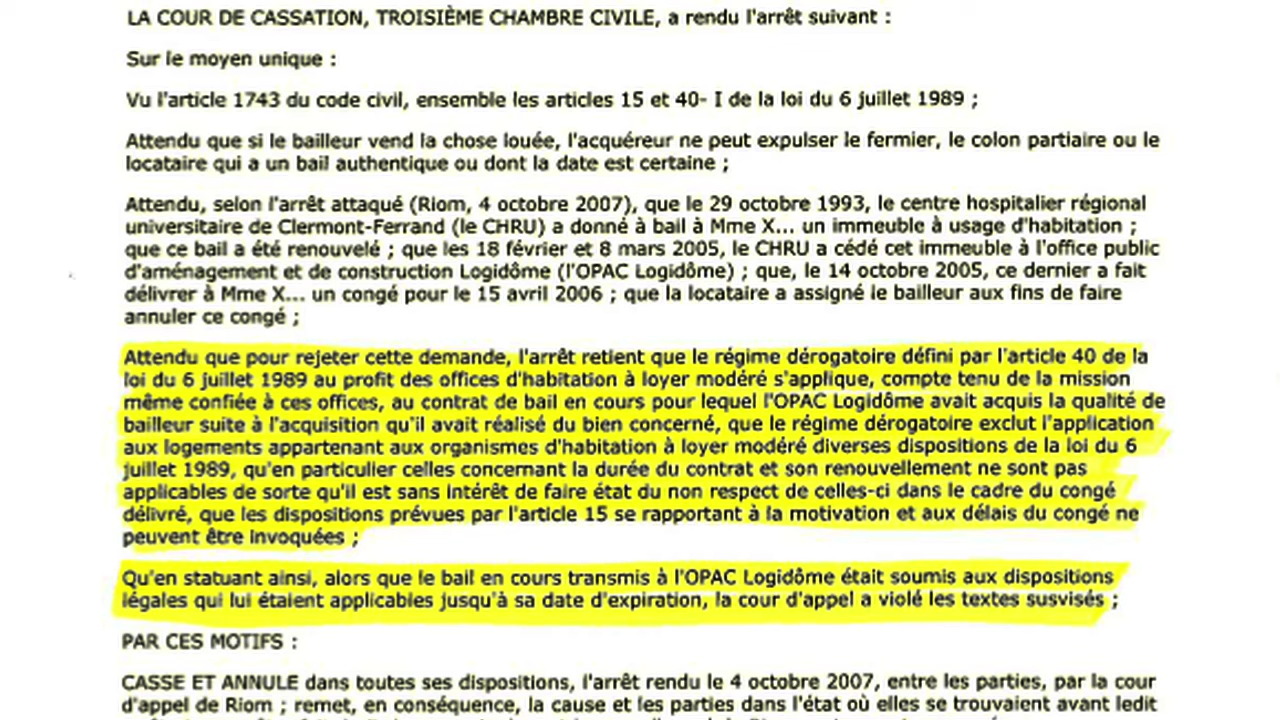 LA COUR DE CASSATION, TROISIÈME CHAMBRE CIVILE, a rendu l'arrêt suivant :
Sur le moyen unique :
Vu l'article 1743 du code civil, ensemble les articles 15 et 40- I de la loi du 6 juillet 1989 ;
Attendu que si le bailleur vend la chose louée, l'acquéreur ne peut expulser le fermier, le colon partiaire ou le
locataire qui a un bail authentique ou dont la date est certaine ;
Attendu, selon l'arrêt attaqué (Riom, 4 octobre 2007), que le 29 octobre 1993, le centre hospitalier régional
universitaire de Clermont-Ferrand (le CHRU) a donné à bail à Mme X... un immeuble à usage d'habitation ;
que ce bail a été renouvelé ; que les 18 février et 8 mars 2005, le CHRU a cédé cet immeuble à l'office public
d'aménagement et de construction Logidôme (l'OPAC Logidôme) ; que, le 14 octobre 2005, ce dernier a fait
délivrer à Mme X... un congé pour le 15 avril 2006 ; que la locataire a assigné le bailleur aux fins de faire
annuler ce congé ;
Attendu que pour rejeter cette demande, l'arrêt retient que le régime dérogatoire défini par l'article 40 de la
loi du 6 juillet 1989 au profit des offices d'habitation à loyer modéré s'applique, compte tenu de la mission
même confiée à ces offices, au contrat de bail en cours pour lequel l'OPAC Logidôme avait acquis la qualité de
bailleur suite à l'acquisition qu'il avait réalisé du bien concerné, que le régime dérogatoire exclut l'application
aux logements appartenant aux organismes d'habitation à loyer modéré diverses dispositions de la loi du 6
juillet 1989, qu'en particulier celles concernant la durée du contrat et son renouvellement ne sont pas
applicables de sorte qu'il est sans intérêt de faire état du non respect de celles-ci dans le cadre du congé
délivré, que les dispositions prévues par l'article 15 se rapportant à la motivation et aux délais du congé ne
peuvent être invoquées ;
Qu'en statuant ainsi, alors que le bail en cours transmis à l'OPAC Logidôme était soumis aux dispositions
légales qui lui étaient applicables jusqu'à sa date d'expiration, la cour d'appel a violé les textes susvisés ;
PAR CES MOTIFS :
CASSE ET ANNULE dans toutes ses dispositions, l'arrêt rendu le 4 octobre 2007, entre les parties, par la cour
d'appel de Riom ; remet, en conséquence, la cause et les parties dans l'état où elles se trouvaient avant ledit